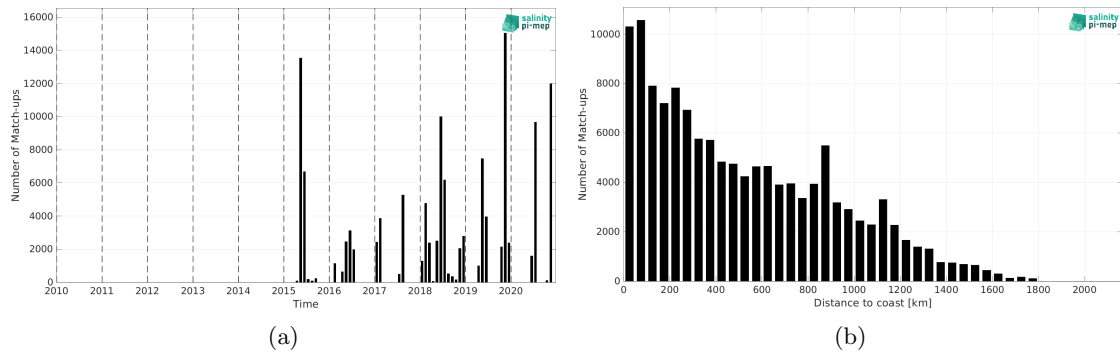 salinity
pi-mep
16000
14000
12000
10000
8000
6000
4000
2000
0
Number of Match-ups
2010 2011 2012 2013 2014 2015 2016 2017 2018 2019 2020
Time
(a)
salinity
pi-mep
10000
8000
6000
4000
2000
0
Number of Match-ups
0 200 400 600 800 1000 1200 1400 1600 1800 2000
Distance to coast [km]
(b)